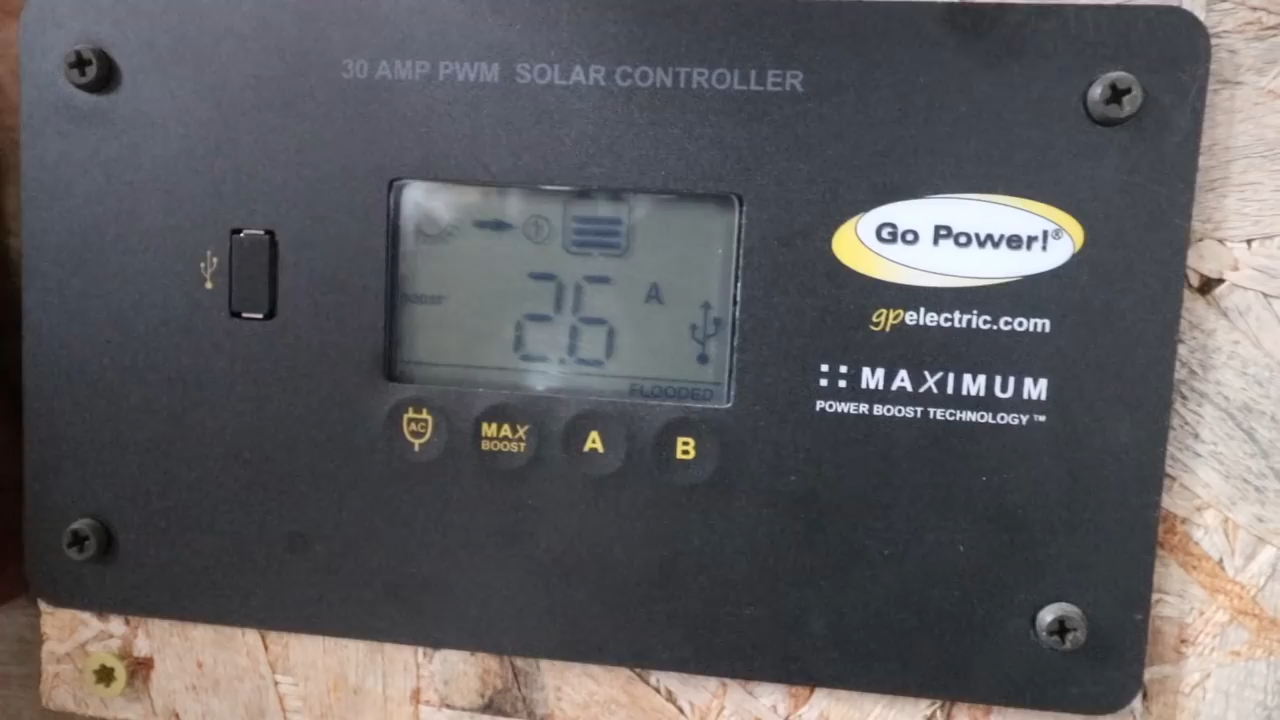 30 AMP PWM SOLAR CONTROLLER
Go Power!®
gpelectric.com
MAXIMUM
POWER BOOST TECHNOLOGY™
1
2.6 A
FLOODED
AC
MAX
BOOST
A
B